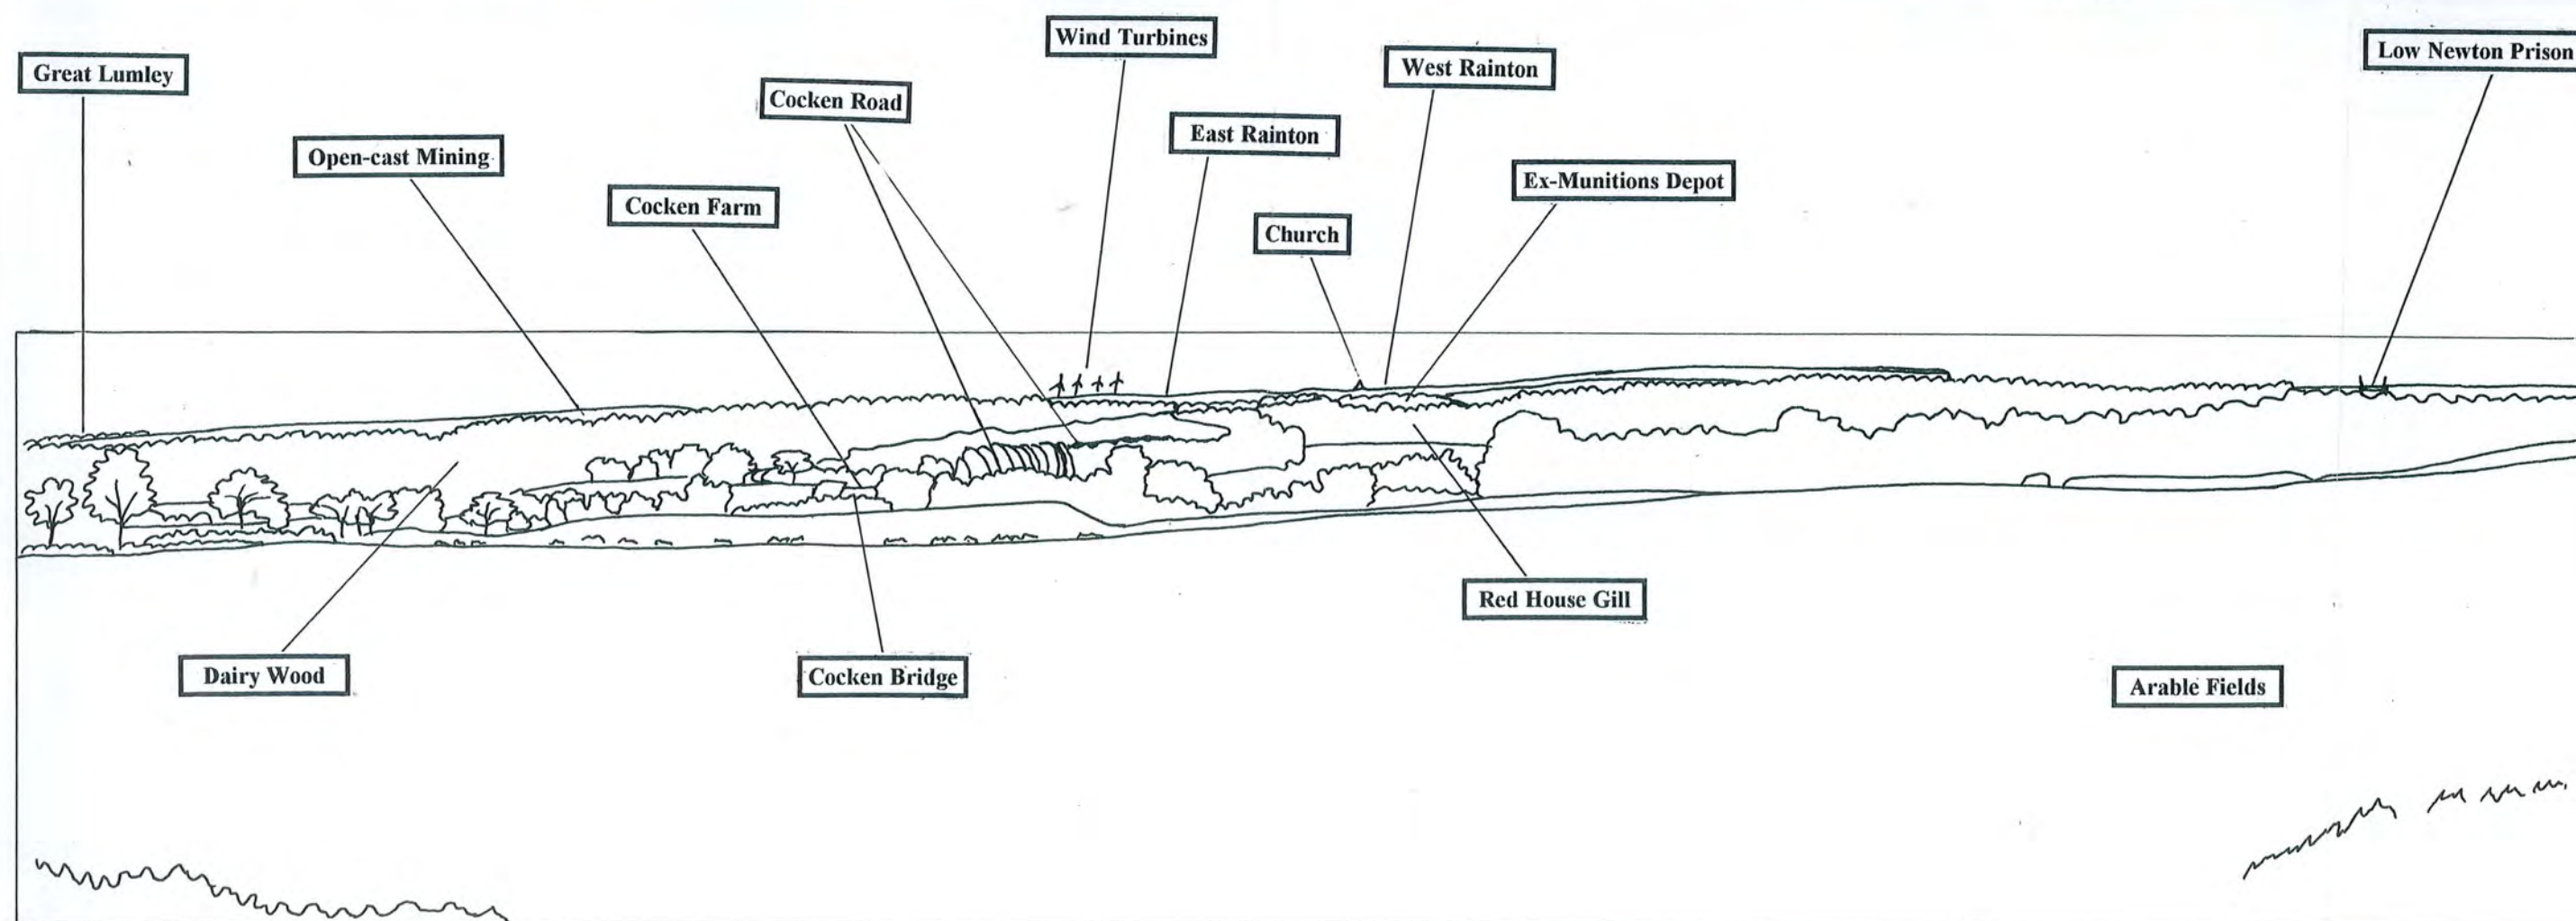 Wind Turbines
Great Lumley
West Rainton
Low Newton Prison
Cocken Road
East Rainton
Open-cast Mining
Ex-Munitions Depot
Cocken Farm
Church
Red House Gill
Dairy Wood
Cocken Bridge
Arable Fields